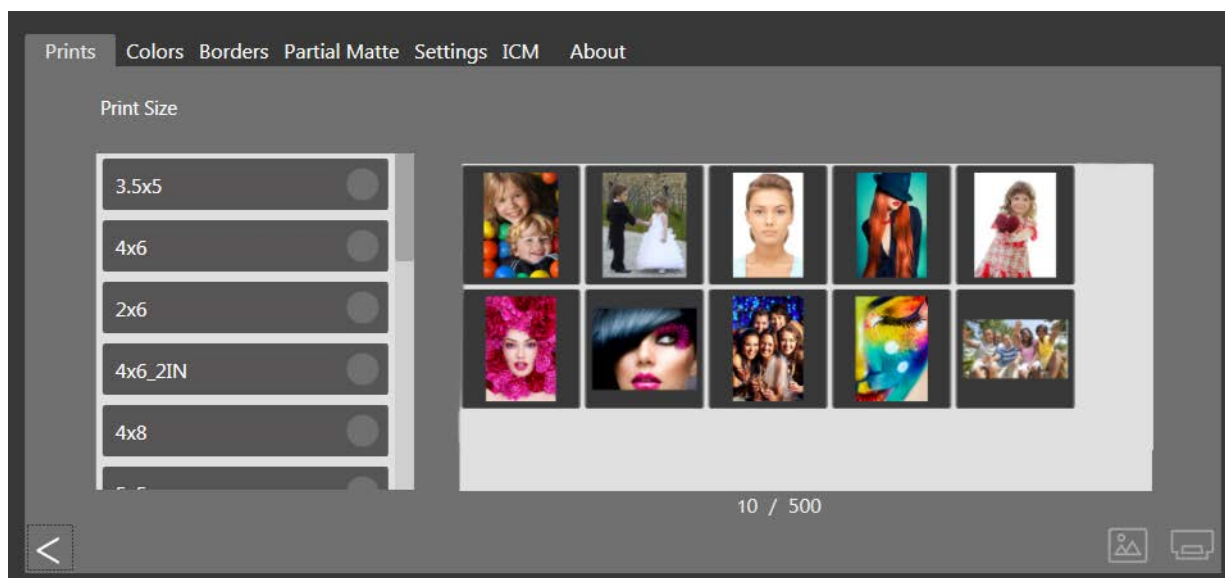 Prints Colors Borders Partial Matte Settings ICM About
Print Size
3.5x5
4x6
2x6
4x6_2IN
4x8
10 / 500